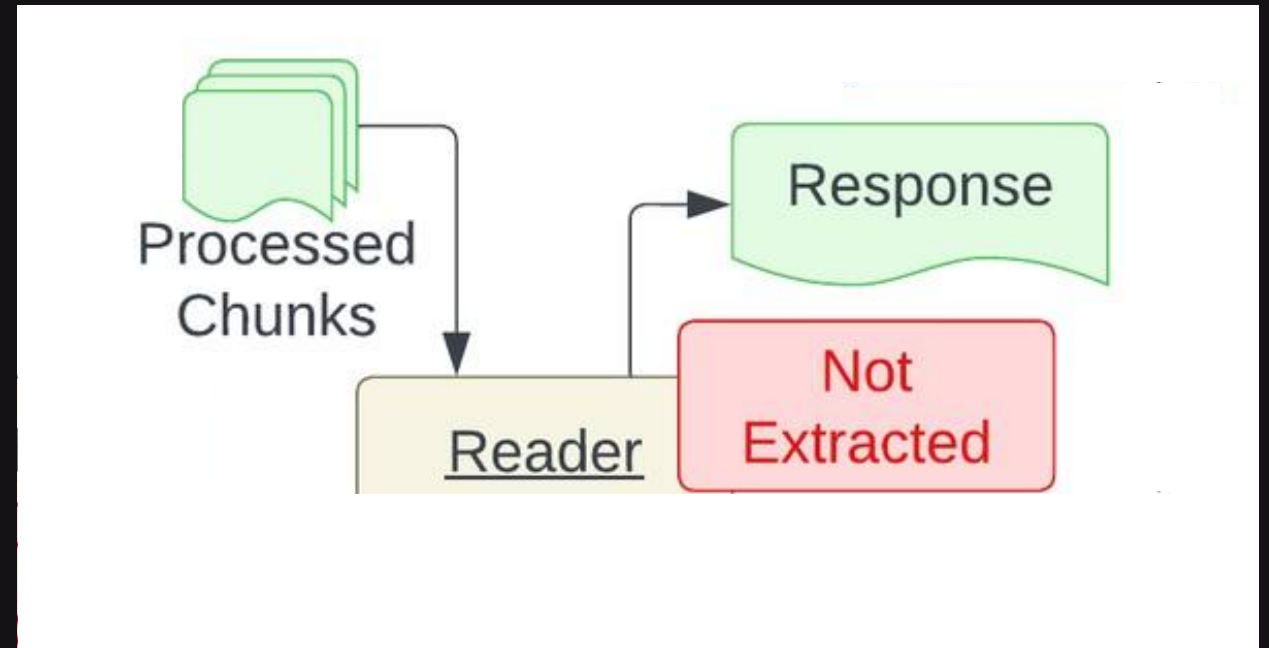 Processed
Chunks
Response
Not
Extracted
Reader